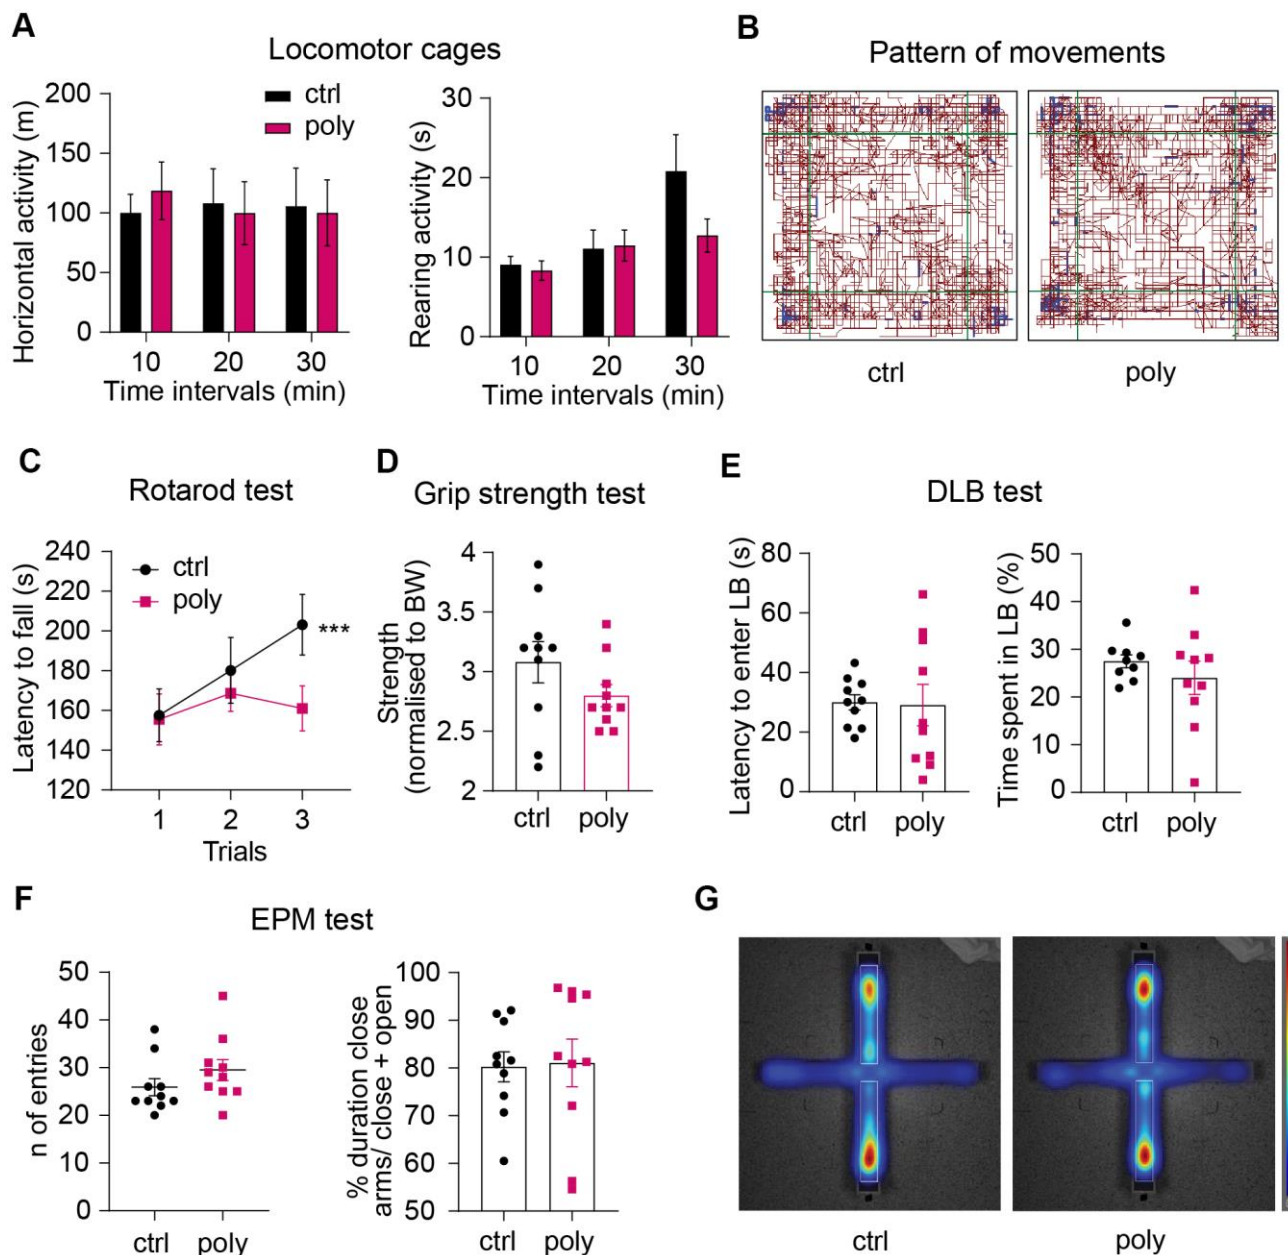 A
Locomotor cages
ctrl
poly
Horizontal activity (m)
200
150
100
50
0
10 20 30
Time intervals (min)
Rearing activity (s)
30
20
10
0
10 20 30
Time intervals (min)
B
Pattern of movements
ctrl poly
C
Rotarod test
Latency to fall (s)
240
220
200
180
160
140
120
ctrl
poly
***
1 2 3
Trials
D
Grip strength test
Strength
(normalised to BW)
4
3.5
3
2.5
2
ctrl poly
E
DLB test
Latency to enter LB (s)
80
60
40
20
0
ctrl poly
Time spent in LB (%)
50
40
30
20
10
0
ctrl poly
F
EPM test
n of entries
50
40
30
20
10
0
ctrl poly
% duration close
arms/ close + open
100
90
80
70
60
50
ctrl poly
G
ctrl poly